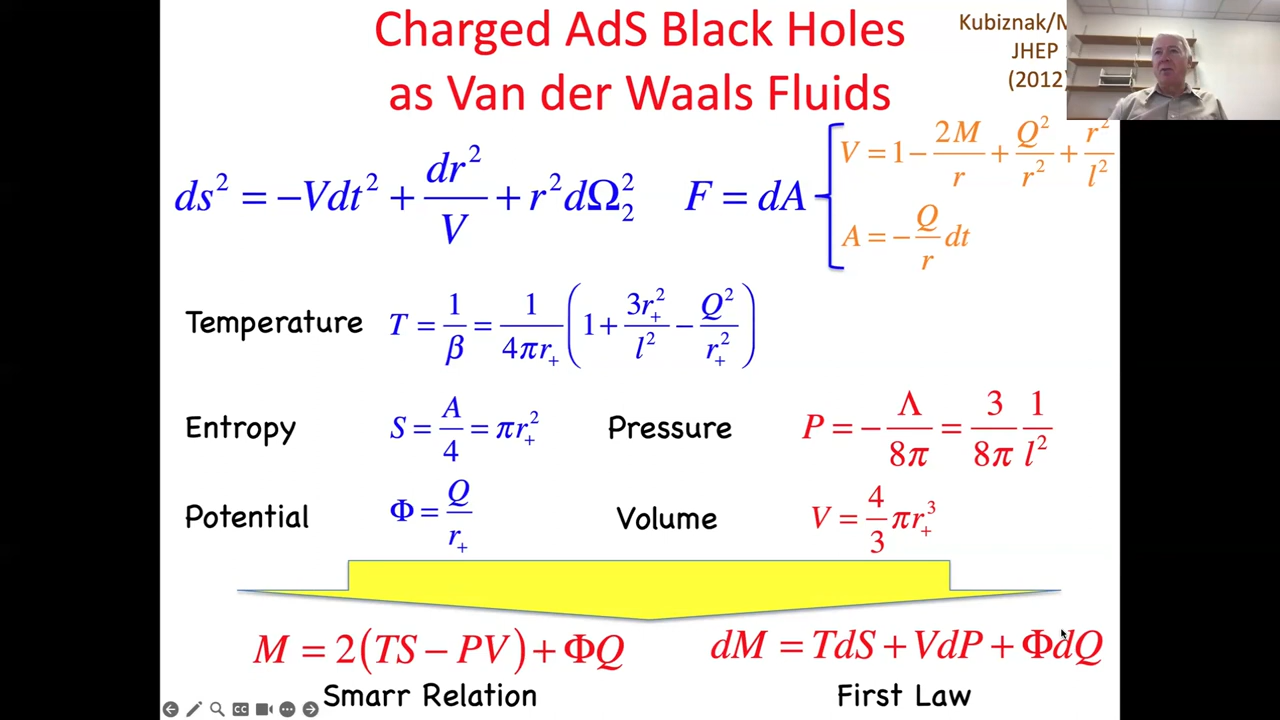 Charged AdS Black Holes
as Van der Waals Fluids
Kubiznak/M
JHEP
(2012)
ds² = −Vdt² + dr²/V + r²dΩ₂²
F = dA
V = 1 − 2M/r + Q²/r² + r²/l²
A = − Q/r dt
Temperature T = 1/β = 1/4πr₊ (1 + 3r₊²/l² − Q²/r₊²)
Entropy S = A/4 = πr₊²
Pressure P = − Λ/8π = 3/8π 1/l²
Potential Φ = Q/r₊
Volume V = 4/3 πr₊³
M = 2(TS − PV) + ΦQ
dM = TdS + VdP + ΦdQ
Smarr Relation
First Law
CC